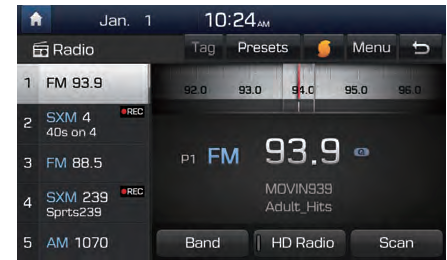 Jan. 1 10:24 AM
Radio Tag Presets Menu
1 FM 93.9
2 SXM 4 REC
40s on 4
3 FM 88.5
4 SXM 239 REC
Sprts239
5 AM 1070
92.0 93.0 94.0 95.0 96.0
P1 FM 93.9
MOVIN939
Adult_Hits
Band HD Radio Scan